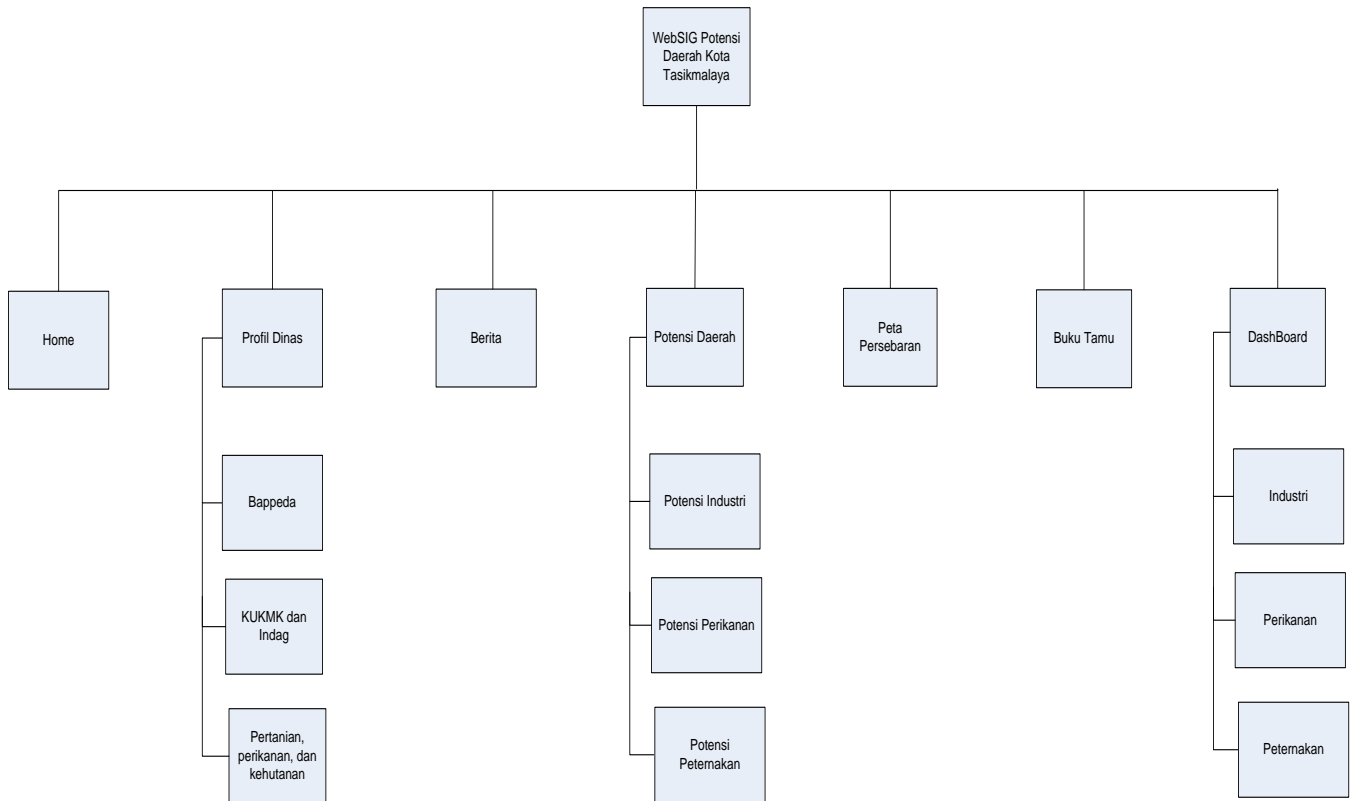 WebSIG Potensi
Daerah Kota
Tasikmalaya
Home
Profil Dinas
Berita
Potensi Daerah
Peta
Persebaran
Buku Tamu
DashBoard
Bappeda
KUKMK dan
Indag
Pertanian,
perikanan, dan
kehutanan
Potensi Industri
Potensi Perikanan
Potensi
Peternakan
Industri
Perikanan
Peternakan